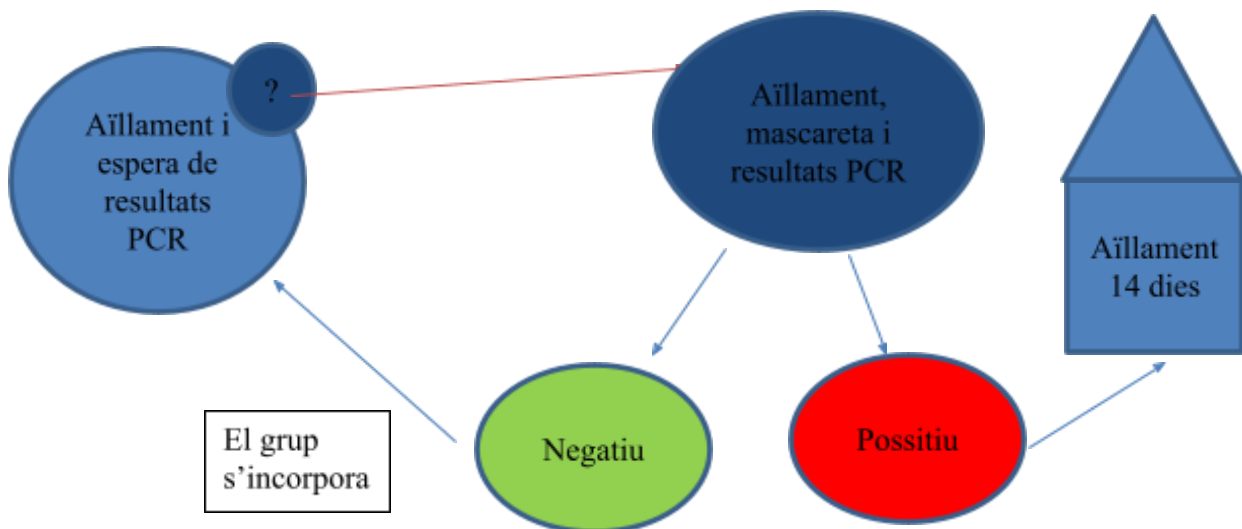 ?
Aïllament i
espera de
resultats
PCR
Aïllament,
mascareta i
resultats PCR
Aïllament
14 dies
El grup
s’incorpora
Negatiu
Possitiu